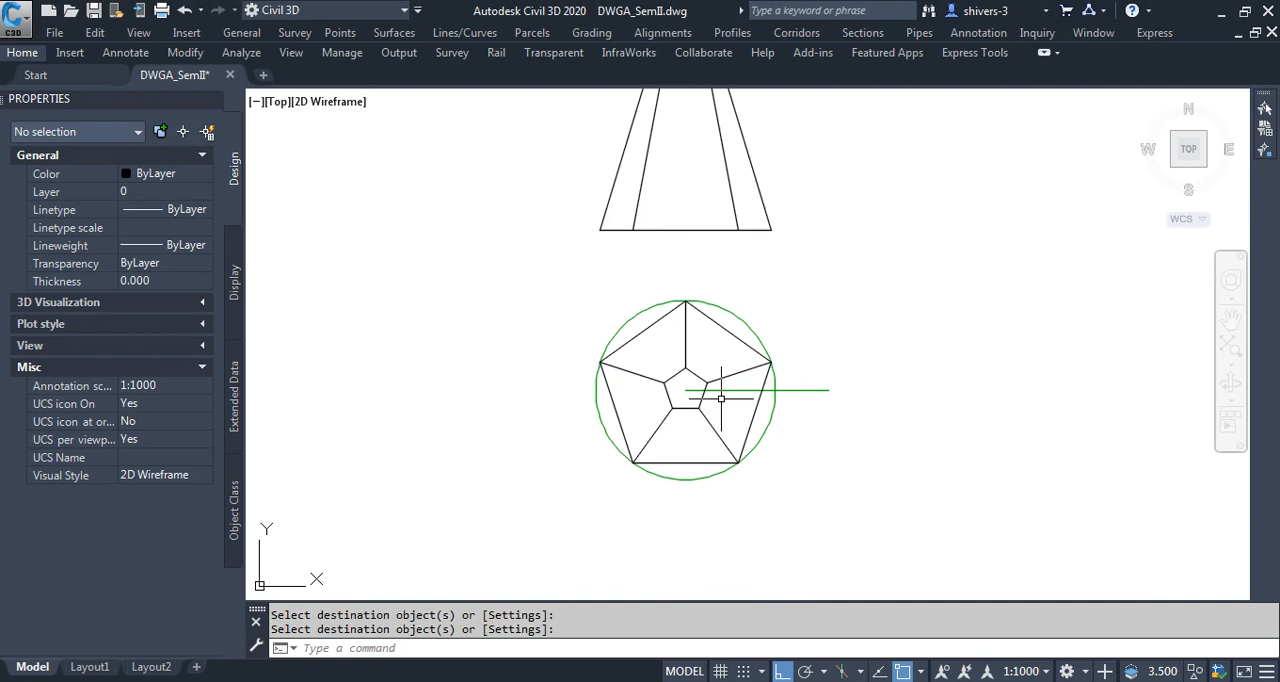 C3D Civil 3D Autodesk Civil 3D 2020 DWGA_SemII.dwg Type a keyword or phrase shivers-3
File Edit View Insert General Survey Points Surfaces Lines/Curves Parcels Grading Alignments Profiles Corridors Sections Pipes Annotation Inquiry Window Express
Home Insert Annotate Modify Analyze View Manage Output Survey Rail Transparent InfraWorks Collaborate Help Add-ins Featured Apps Express Tools
Start DWGA_SemII*
PROPERTIES
[−][Top][2D Wireframe]
No selection
General
Color ByLayer
Layer 0
Linetype ByLayer
Linetype scale
Lineweight ByLayer
Transparency ByLayer
Thickness 0.000
3D Visualization
Plot style
View
Misc
Annotation sc... 1:1000
UCS icon On Yes
UCS icon at or... No
UCS per viewp... Yes
UCS Name
Visual Style 2D Wireframe
Design
Display
Extended Data
Object Class
N
W TOP E
S
WCS
Y
X
Select destination object(s) or [Settings]:
Select destination object(s) or [Settings]:
Type a command
Model Layout1 Layout2 + MODEL 1:1000 3.500